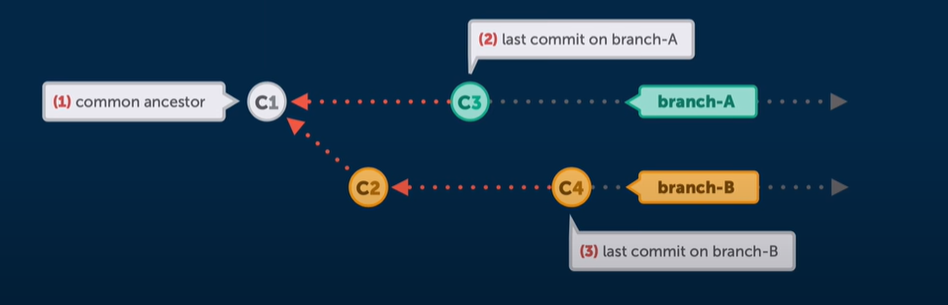 (2) last commit on branch-A
(1) common ancestor
C1
C3
branch-A
C2
C4
branch-B
(3) last commit on branch-B